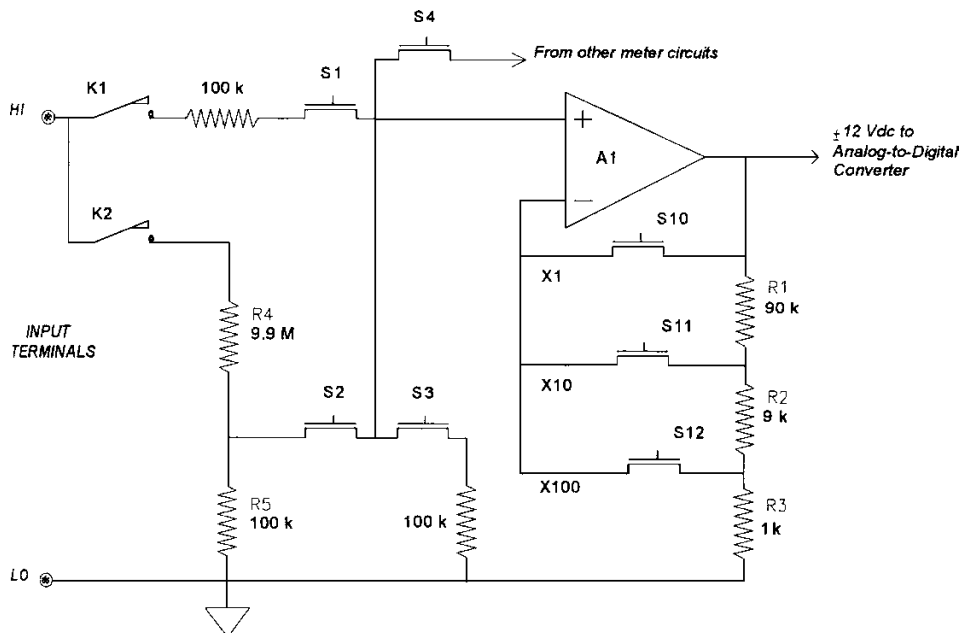 S4
From other meter circuits
K1
100 k
S1
HI
+
A1
−
±12 Vdc to
Analog-to-Digital
Converter
K2
S10
X1
R1
90 k
R4
9.9 M
INPUT
TERMINALS
S11
X10
S2
S3
R2
9 k
S12
X100
R5
100 k
100 k
R3
1k
LO